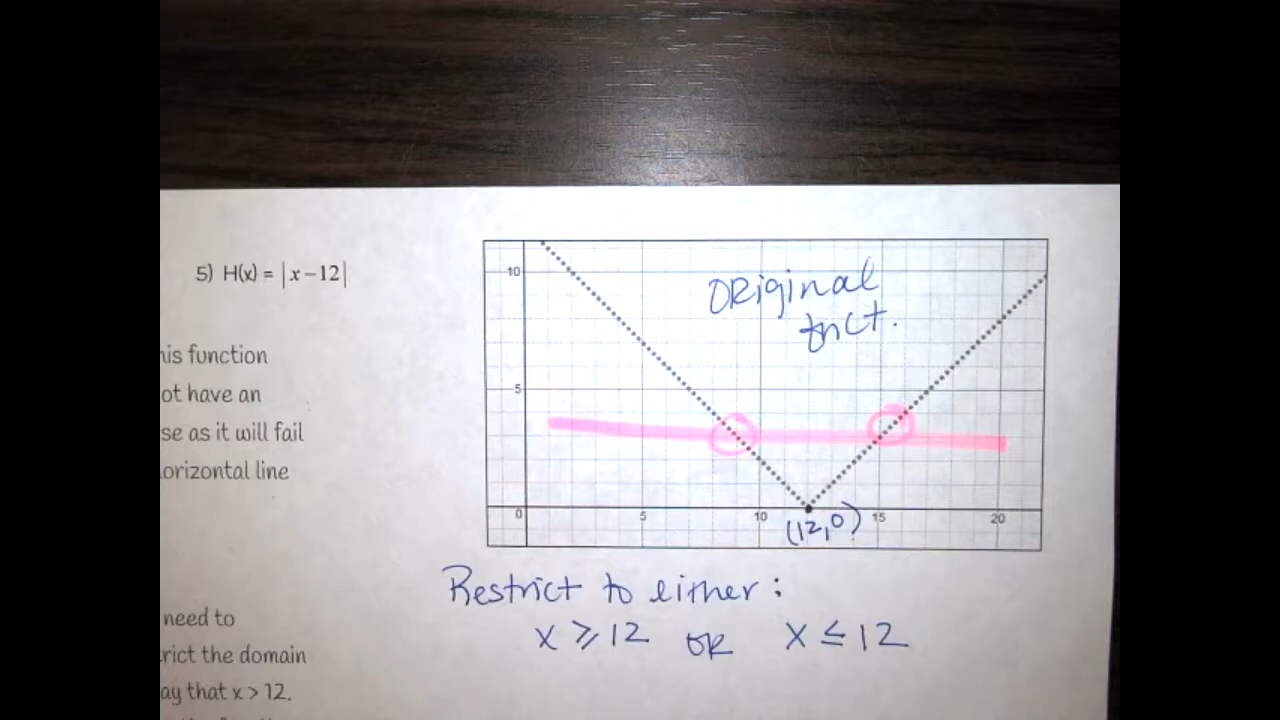 5) H(x) = |x−12|
his function
ot have an
se as it will fail
orizontal line
need to
rict the domain
ay that x > 12.
10
5
0
5
10
15
20
ORiginal
fnct.
(12,0)
Restrict to either:
x ⩾ 12 OR x ≤ 12